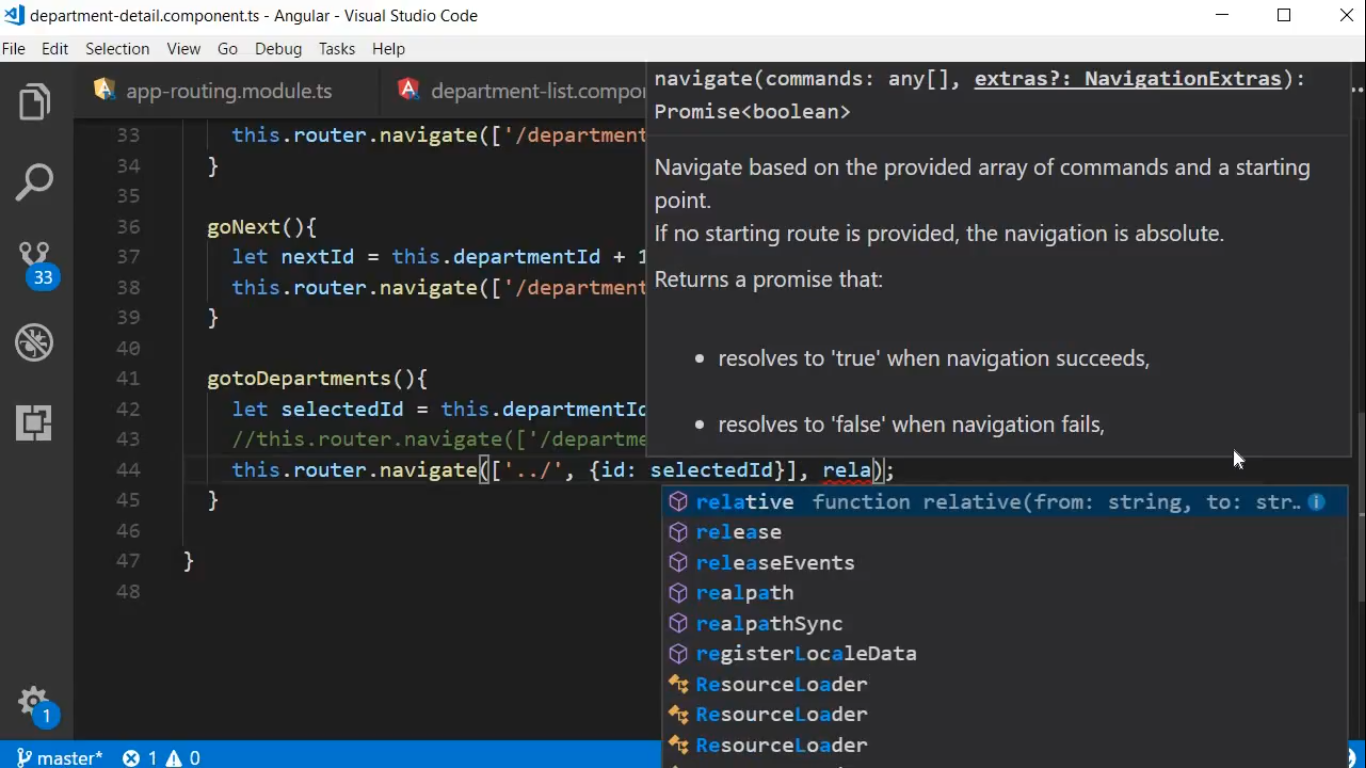 department-detail.component.ts - Angular - Visual Studio Code
File Edit Selection View Go Debug Tasks Help
app-routing.module.ts
department-list.compo
navigate(commands: any[], extras?: NavigationExtras):
Promise<boolean>
Navigate based on the provided array of commands and a starting
point.
If no starting route is provided, the navigation is absolute.
Returns a promise that:
• resolves to 'true' when navigation succeeds,
• resolves to 'false' when navigation fails,
33 this.router.navigate(['/department
34 }
35
36 goNext(){
37 let nextId = this.departmentId + 1
38 this.router.navigate(['/department
39 }
40
41 gotoDepartments(){
42 let selectedId = this.departmentId
43 //this.router.navigate(['/departme
44 this.router.navigate(['../', {id: selectedId}], rela);
45 }
46
47 }
48
relative function relative(from: string, to: str..
release
releaseEvents
realpath
realpathSync
registerLocaleData
ResourceLoader
ResourceLoader
ResourceLoader
33
1
master* 1 0